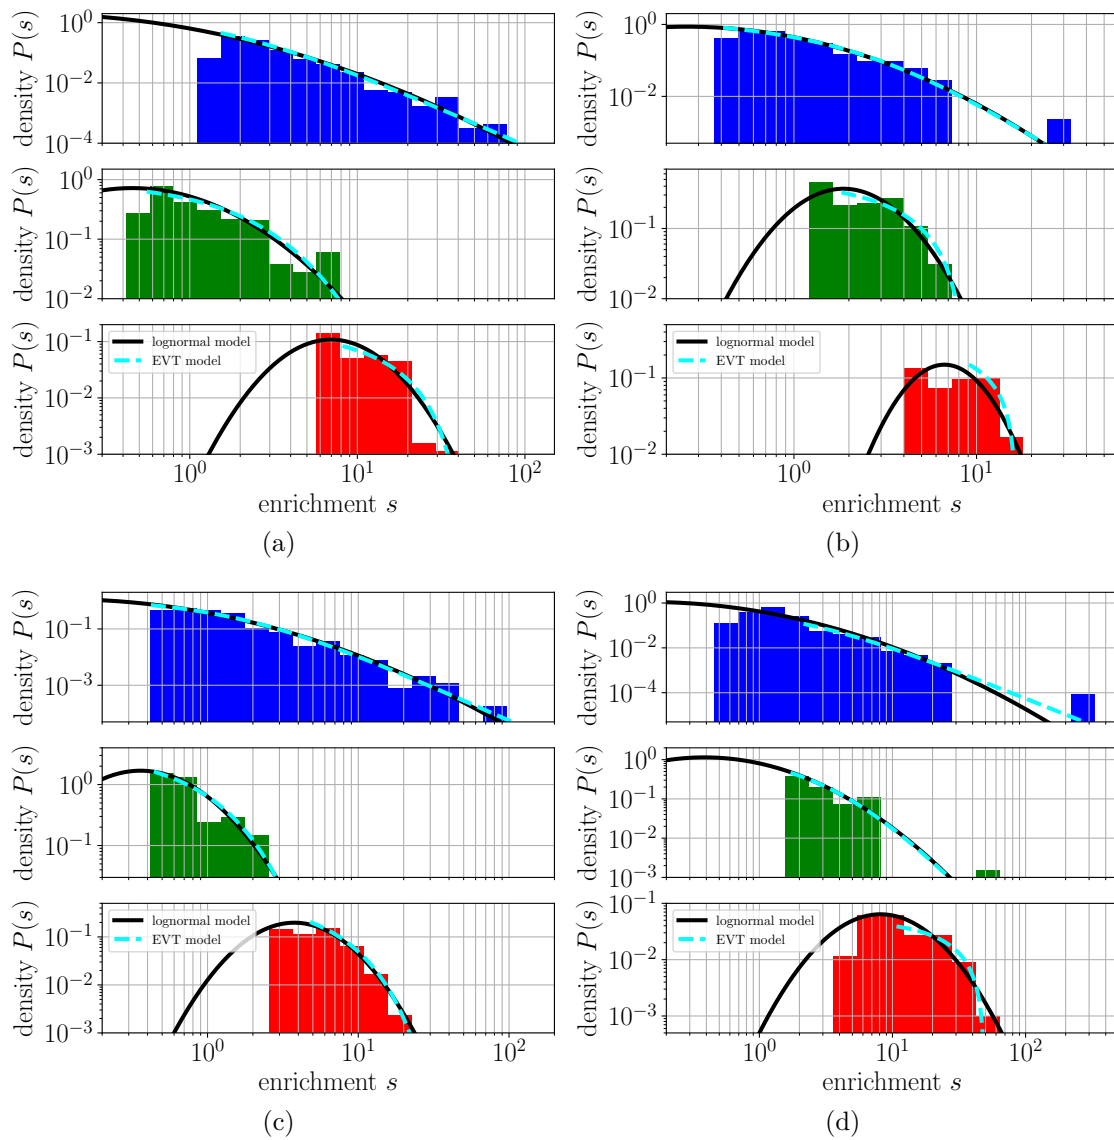 density P(s)
10^0
10^{-2}
10^{-4}
density P(s)
10^0
10^{-1}
10^{-2}
density P(s)
10^{-1}
10^{-2}
10^{-3}
lognormal model
EVT model
10^0
10^1
10^2
enrichment s
(a)
density P(s)
10^0
10^{-2}
density P(s)
10^{-1}
10^{-2}
density P(s)
10^{-1}
10^{-2}
lognormal model
EVT model
10^0
10^1
enrichment s
(b)
density P(s)
10^{-1}
10^{-3}
density P(s)
10^0
10^{-1}
density P(s)
10^{-1}
10^{-2}
10^{-3}
lognormal model
EVT model
10^0
10^1
10^2
enrichment s
(c)
density P(s)
10^0
10^{-2}
10^{-4}
density P(s)
10^0
10^{-1}
10^{-2}
10^{-3}
density P(s)
10^{-1}
10^{-2}
10^{-3}
lognormal model
EVT model
10^0
10^1
10^2
enrichment s
(d)